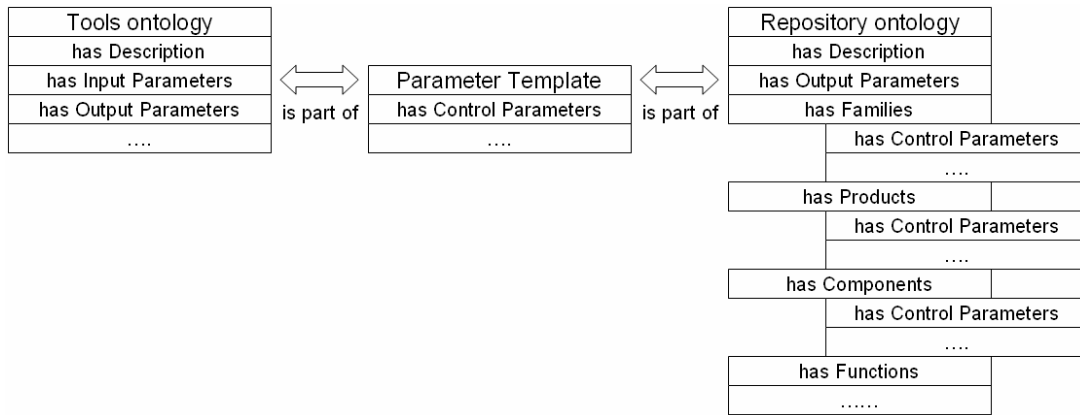 Tools ontology
has Description
has Input Parameters
has Output Parameters
....
is part of
Parameter Template
has Control Parameters
....
is part of
Repository ontology
has Description
has Output Parameters
has Families
has Control Parameters
....
has Products
has Control Parameters
....
has Components
has Control Parameters
....
has Functions
......